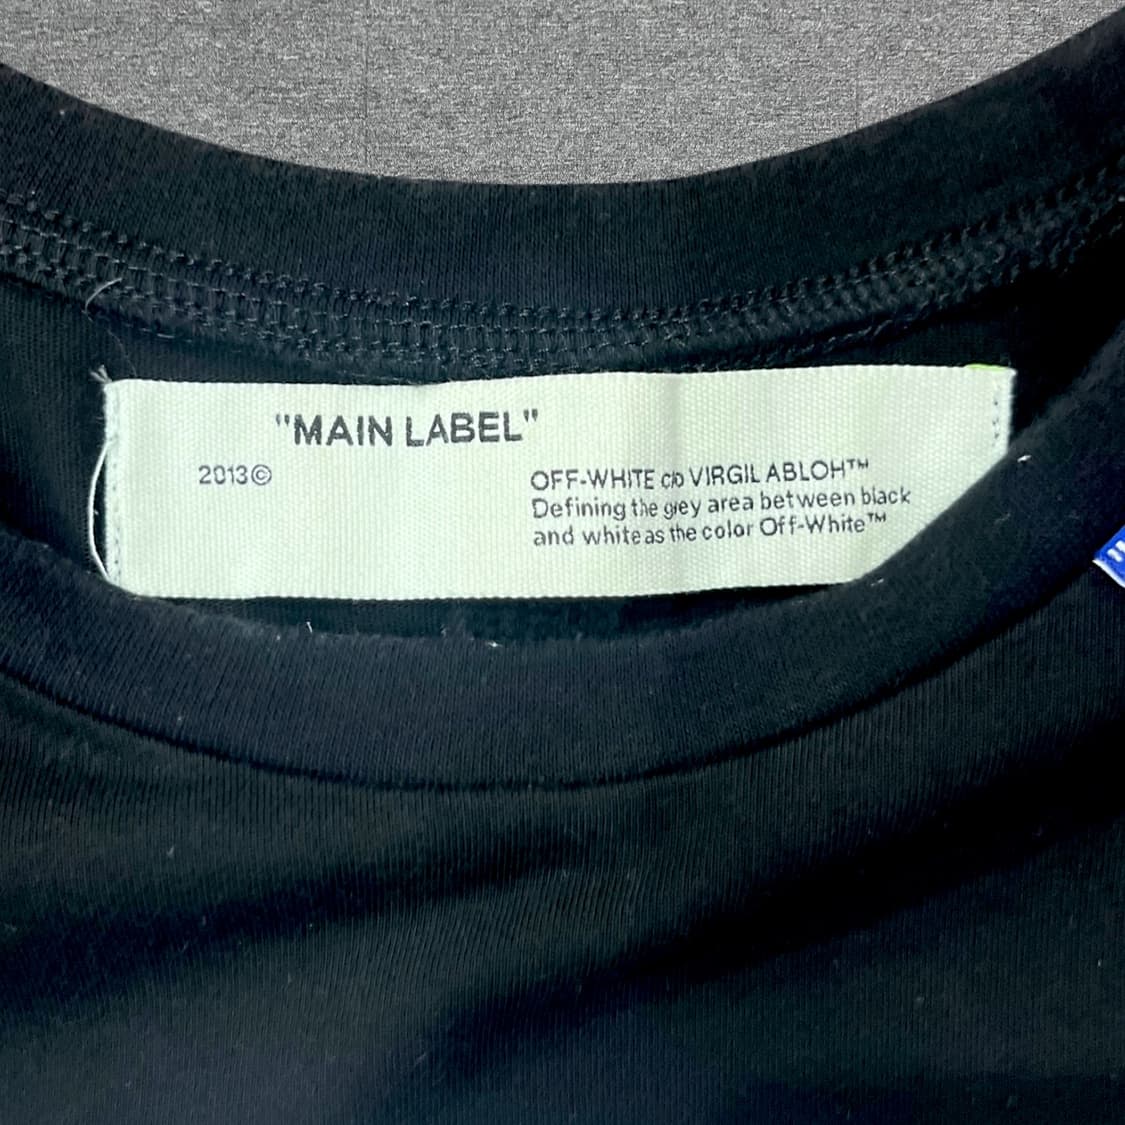 "MAIN LABEL"
2013©
OFF-WHITE c/o VIRGIL ABLOH™
Defining the grey area between black
and white as the color Off-White™